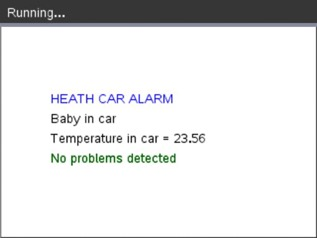 Running...
HEATH CAR ALARM
Baby in car
Temperature in car = 23.56
No problems detected